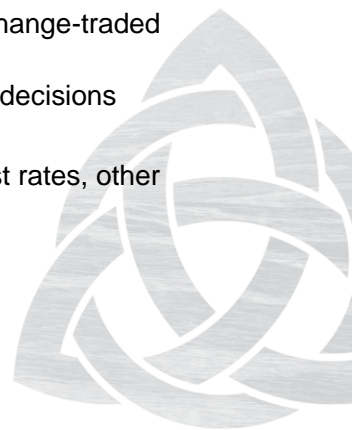 hange-traded
decisions
st rates, other